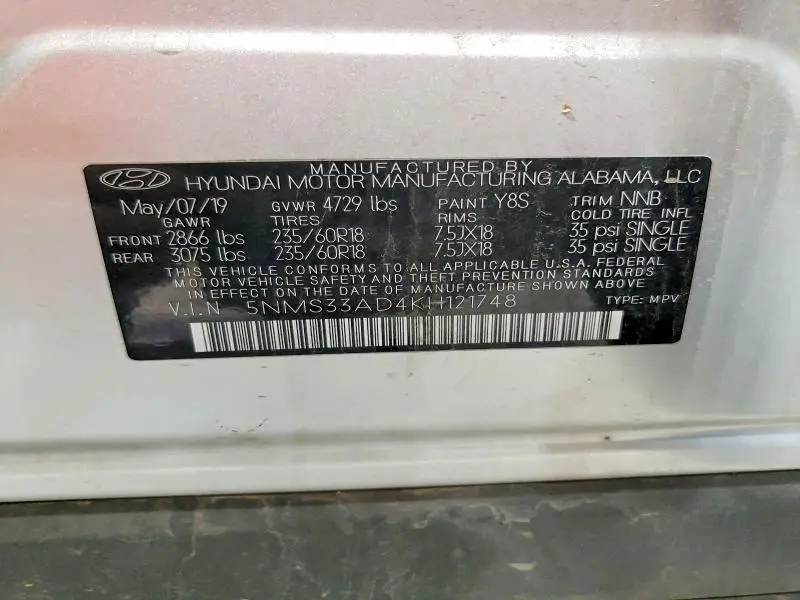 MANUFACTURED BY
HYUNDAI MOTOR MANUFACTURING ALABAMA, LLC
May/07/19 GVWR 4729 lbs PAINT Y8S TRIM NNB
GAWR TIRES RIMS COLD TIRE INFL
FRONT 2866 lbs 235/60R18 7.5JX18 35 psi SINGLE
REAR 3075 lbs 235/60R18 7.5JX18 35 psi SINGLE
THIS VEHICLE CONFORMS TO ALL APPLICABLE U.S.A. FEDERAL
MOTOR VEHICLE SAFETY AND THEFT PREVENTION STANDARDS
IN EFFECT ON THE DATE OF MANUFACTURE SHOWN ABOVE
V.I.N 5NMS33AD4KH121748 TYPE: MPV